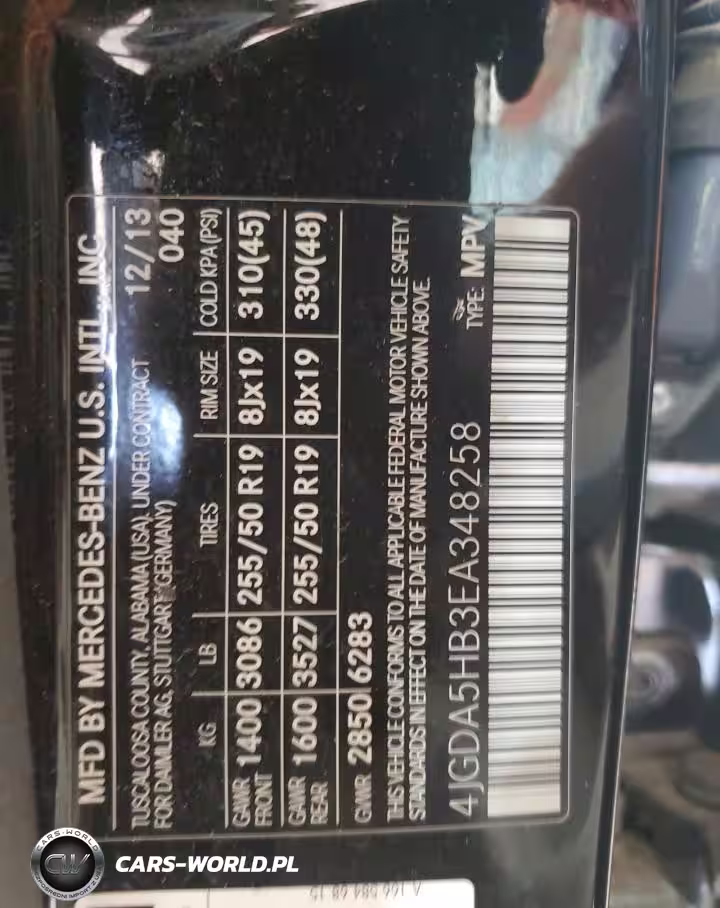 MFD BY MERCEDES-BENZ U.S. INTL. INC.
TUSCALOOSA COUNTY, ALABAMA (USA), UNDER CONTRACT 12/13
FOR DAIMLER AG, STUTTGART (GERMANY) 040
KG LB TIRES RIM SIZE COLD KPA (PSI)
GAWR FRONT 1400 3086 255/50 R19 8Jx19 310(45)
GAWR REAR 1600 3527 255/50 R19 8Jx19 330(48)
GVWR 2850 6283
THIS VEHICLE CONFORMS TO ALL APPLICABLE FEDERAL MOTOR VEHICLE SAFETY
STANDARDS IN EFFECT ON THE DATE OF MANUFACTURE SHOWN ABOVE.
4JGDA5HB3EA348258 TYPE: MPV
CARS-WORLD
CW
CARS-WORLD.PL